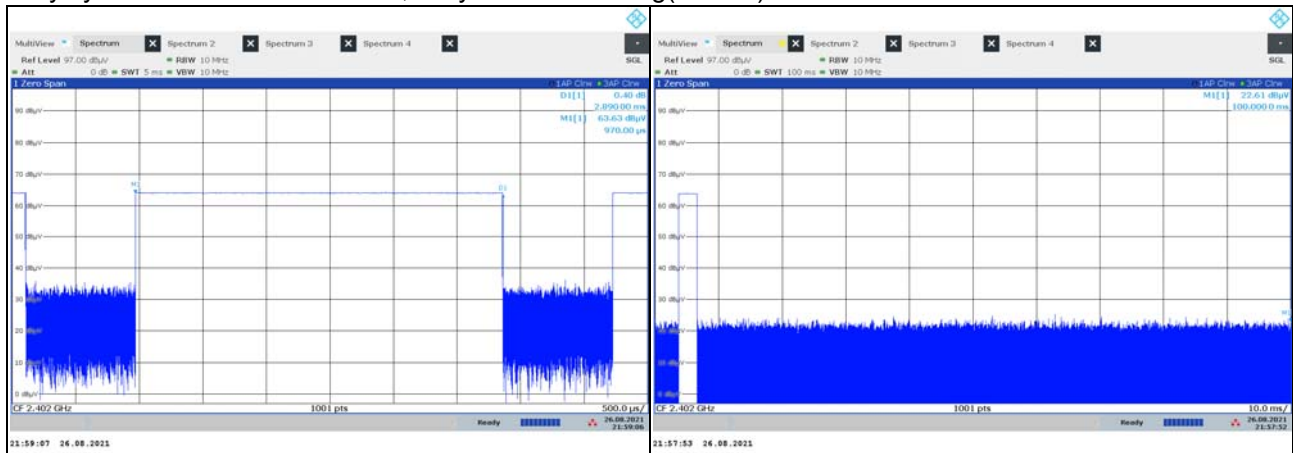 MultiView Spectrum X Spectrum 2 X Spectrum 3 X Spectrum 4 X
Ref Level 97.00 dBµV RBW 10 MHz SGL
Att 0 dB SWT 5 ms VBW 10 MHz
1 Zero Span 1AP Clrw 3AP Clrw
D1[1] 0.40 dB
2.89000 ms
M1[1] 63.63 dBµV
970.00 µs
90 dBµV
80 dBµV
70 dBµV
M1
D1
60 dBµV
50 dBµV
40 dBµV
30 dBµV
20 dBµV
10 dBµV
0 dBµV
CF 2.402 GHz 1001 pts 500.0 µs/
Ready 26.08.2021
21:59:06
21:59:07 26.08.2021
MultiView Spectrum X Spectrum 2 X Spectrum 3 X Spectrum 4 X
Ref Level 97.00 dBµV RBW 10 MHz SGL
Att 0 dB SWT 100 ms VBW 10 MHz
1 Zero Span 1AP Clrw 3AP Clrw
M1[1] 22.61 dBµV
100.0000 ms
90 dBµV
80 dBµV
70 dBµV
60 dBµV
50 dBµV
40 dBµV
30 dBµV
M1
20 dBµV
10 dBµV
0 dBµV
CF 2.402 GHz 1001 pts 10.0 ms/
Ready 26.08.2021
21:57:52
21:57:53 26.08.2021